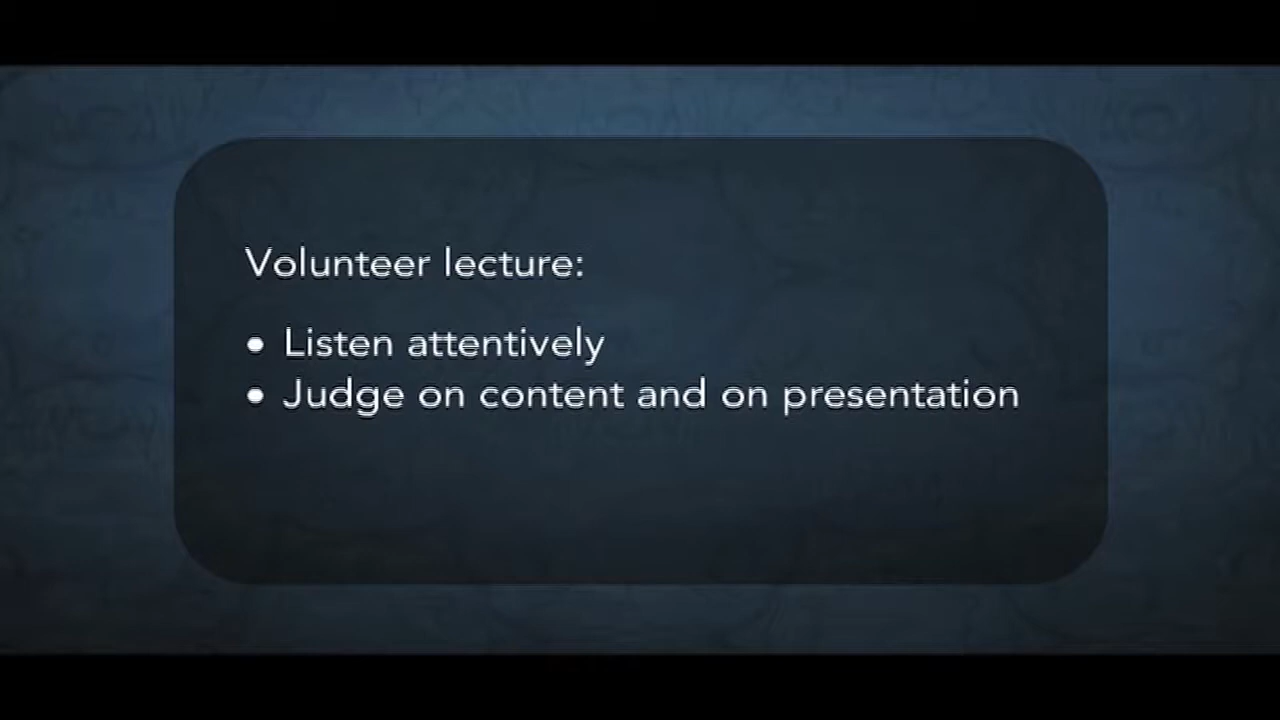 Volunteer lecture:
• Listen attentively
• Judge on content and on presentation